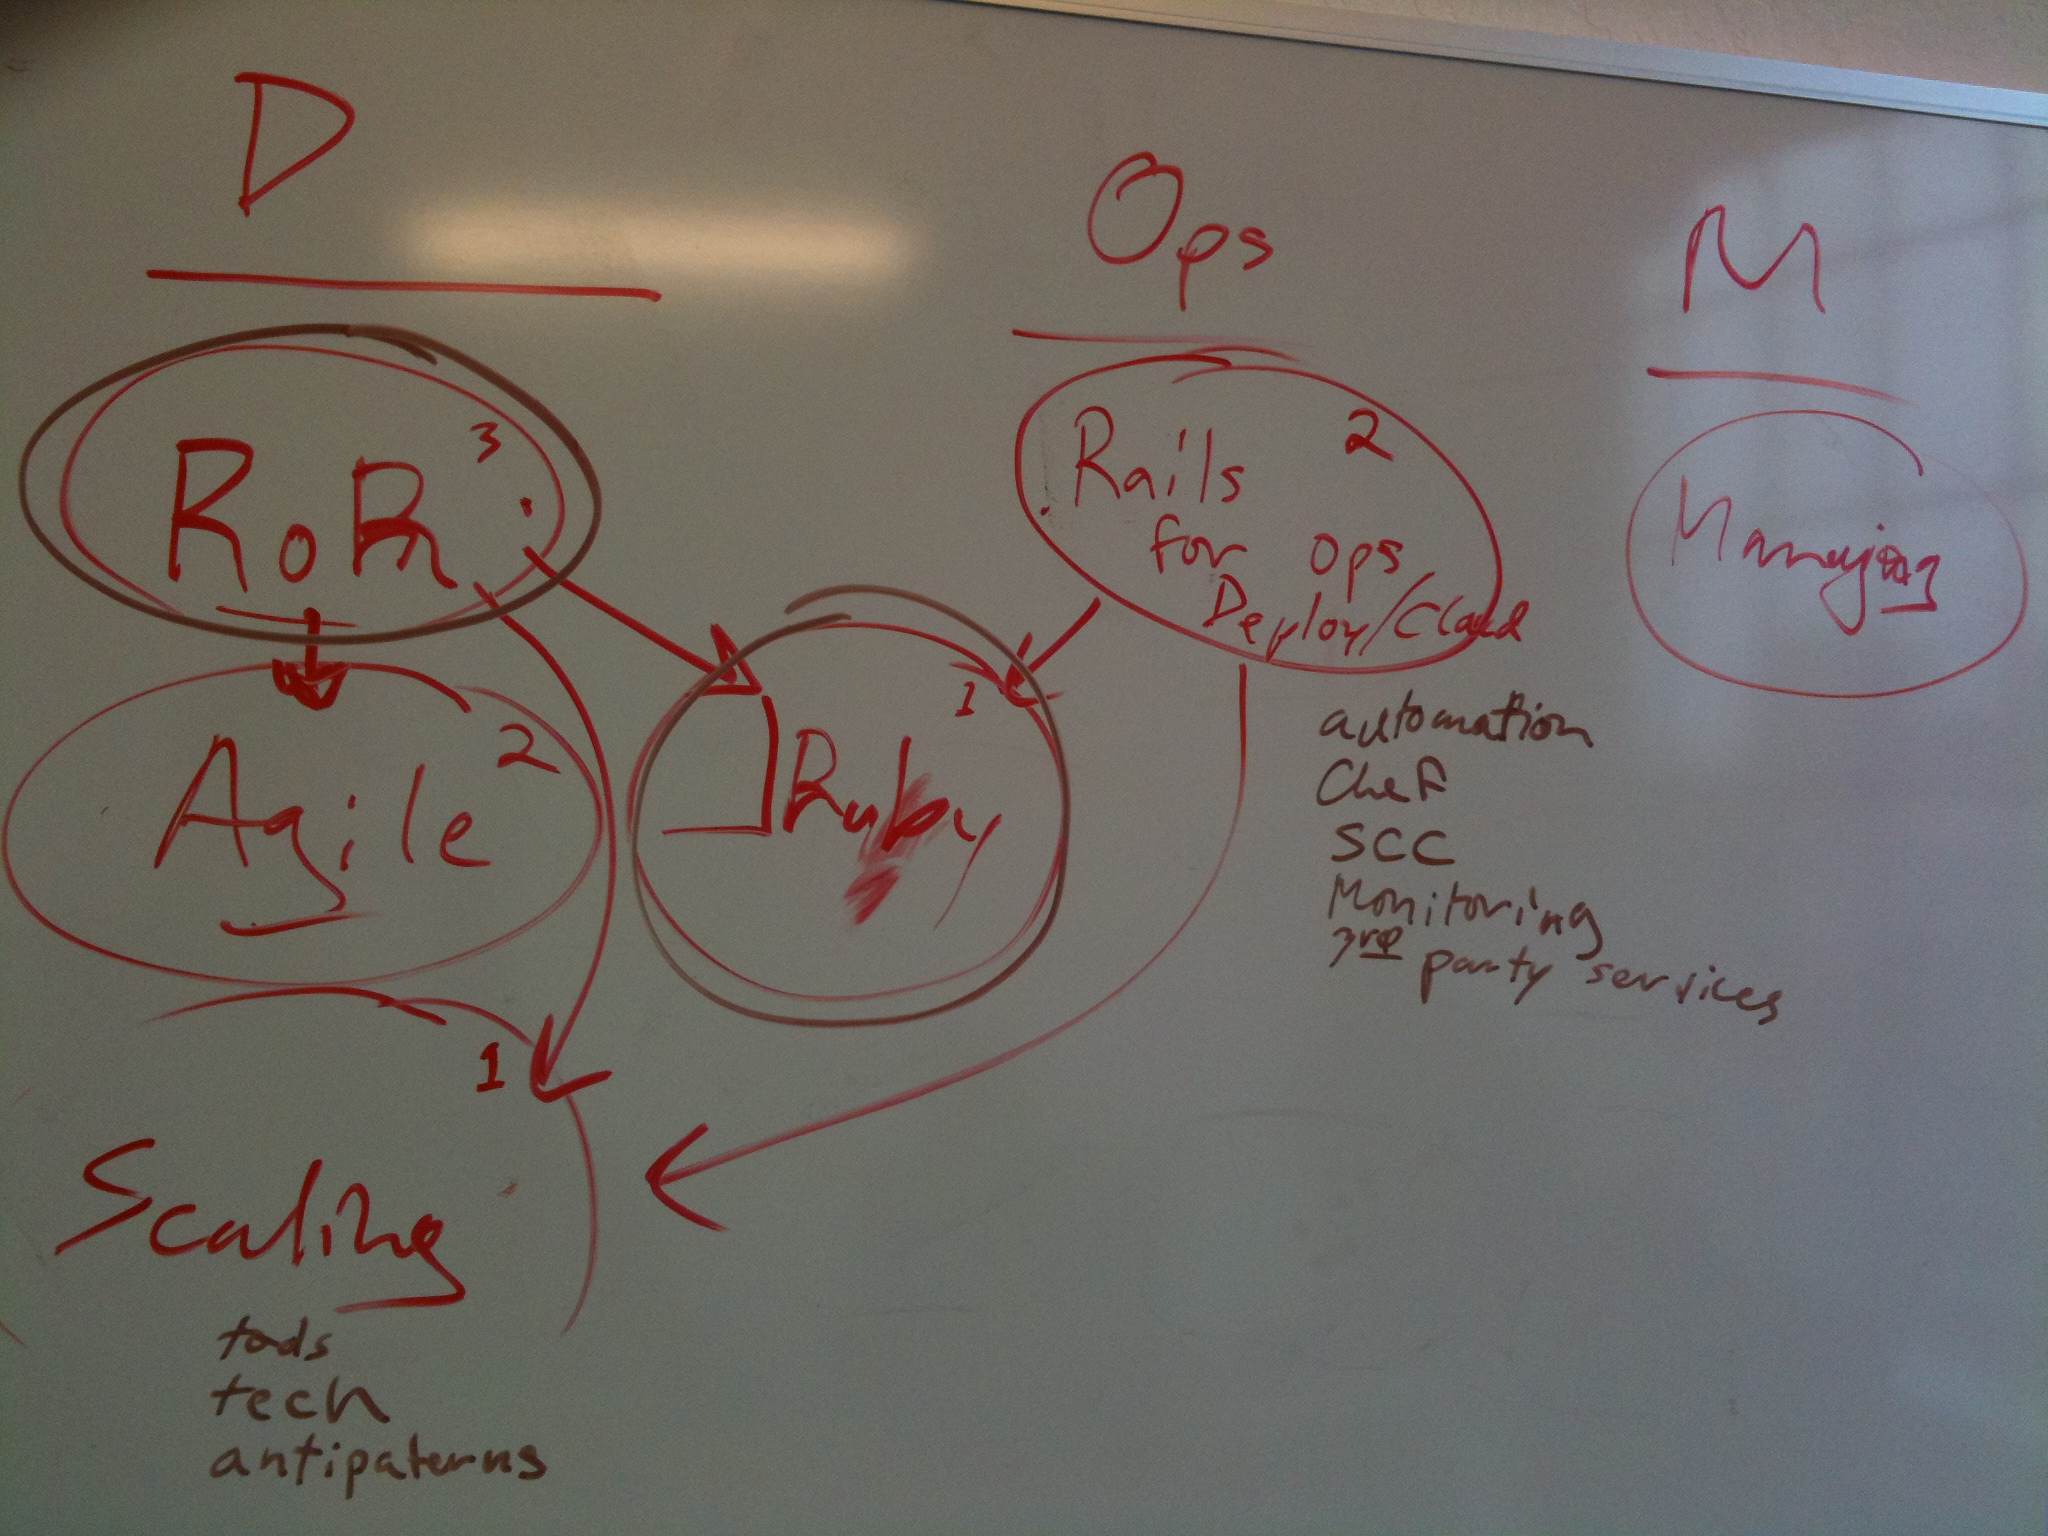 D
Ops
M
RoR 3
Rails 2
for ops
Deploy/Cloud
Managing
Agile 2
JRuby 1
automation
Chef
SCC
Monitoring
3rd party services
1
Scaling
tools
tech
antipaterns